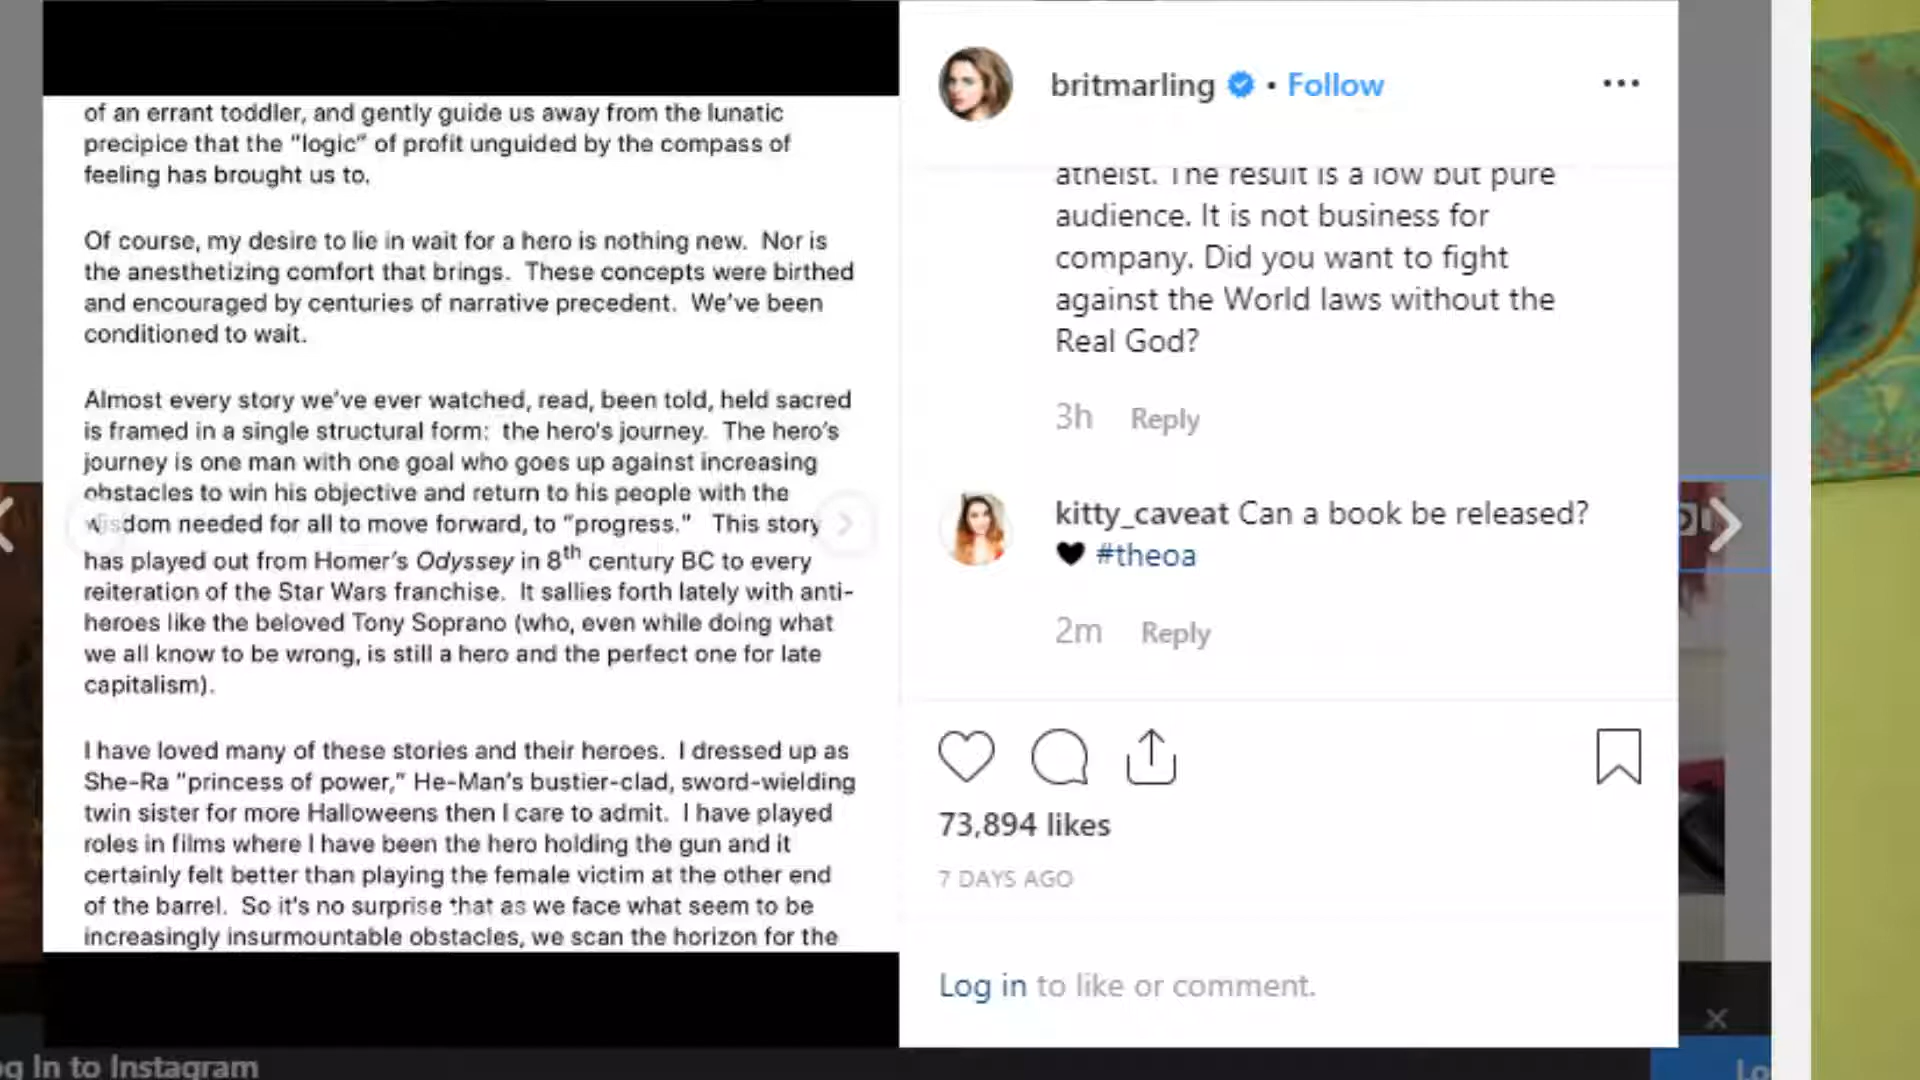 of an errant toddler, and gently guide us away from the lunatic
precipice that the "logic" of profit unguided by the compass of
feeling has brought us to.
Of course, my desire to lie in wait for a hero is nothing new. Nor is
the anesthetizing comfort that brings. These concepts were birthed
and encouraged by centuries of narrative precedent. We've been
conditioned to wait.
Almost every story we've ever watched, read, been told, held sacred
is framed in a single structural form: the hero's journey. The hero's
journey is one man with one goal who goes up against increasing
obstacles to win his objective and return to his people with the
wisdom needed for all to move forward, to "progress." This story
has played out from Homer's Odyssey in 8th century BC to every
reiteration of the Star Wars franchise. It sallies forth lately with anti-
heroes like the beloved Tony Soprano (who, even while doing what
we all know to be wrong, is still a hero and the perfect one for late
capitalism).
I have loved many of these stories and their heroes. I dressed up as
She-Ra "princess of power," He-Man's bustier-clad, sword-wielding
twin sister for more Halloweens then I care to admit. I have played
roles in films where I have been the hero holding the gun and it
certainly felt better than playing the female victim at the other end
of the barrel. So it's no surprise that as we face what seem to be
increasingly insurmountable obstacles, we scan the horizon for the
britmarling • Follow
atheist. The result is a low but pure
audience. It is not business for
company. Did you want to fight
against the World laws without the
Real God?
3h Reply
kitty_caveat Can a book be released?
🖤 #theoa
2m Reply
73,894 likes
7 DAYS AGO
Log in to like or comment.
og In to Instagram
Lo